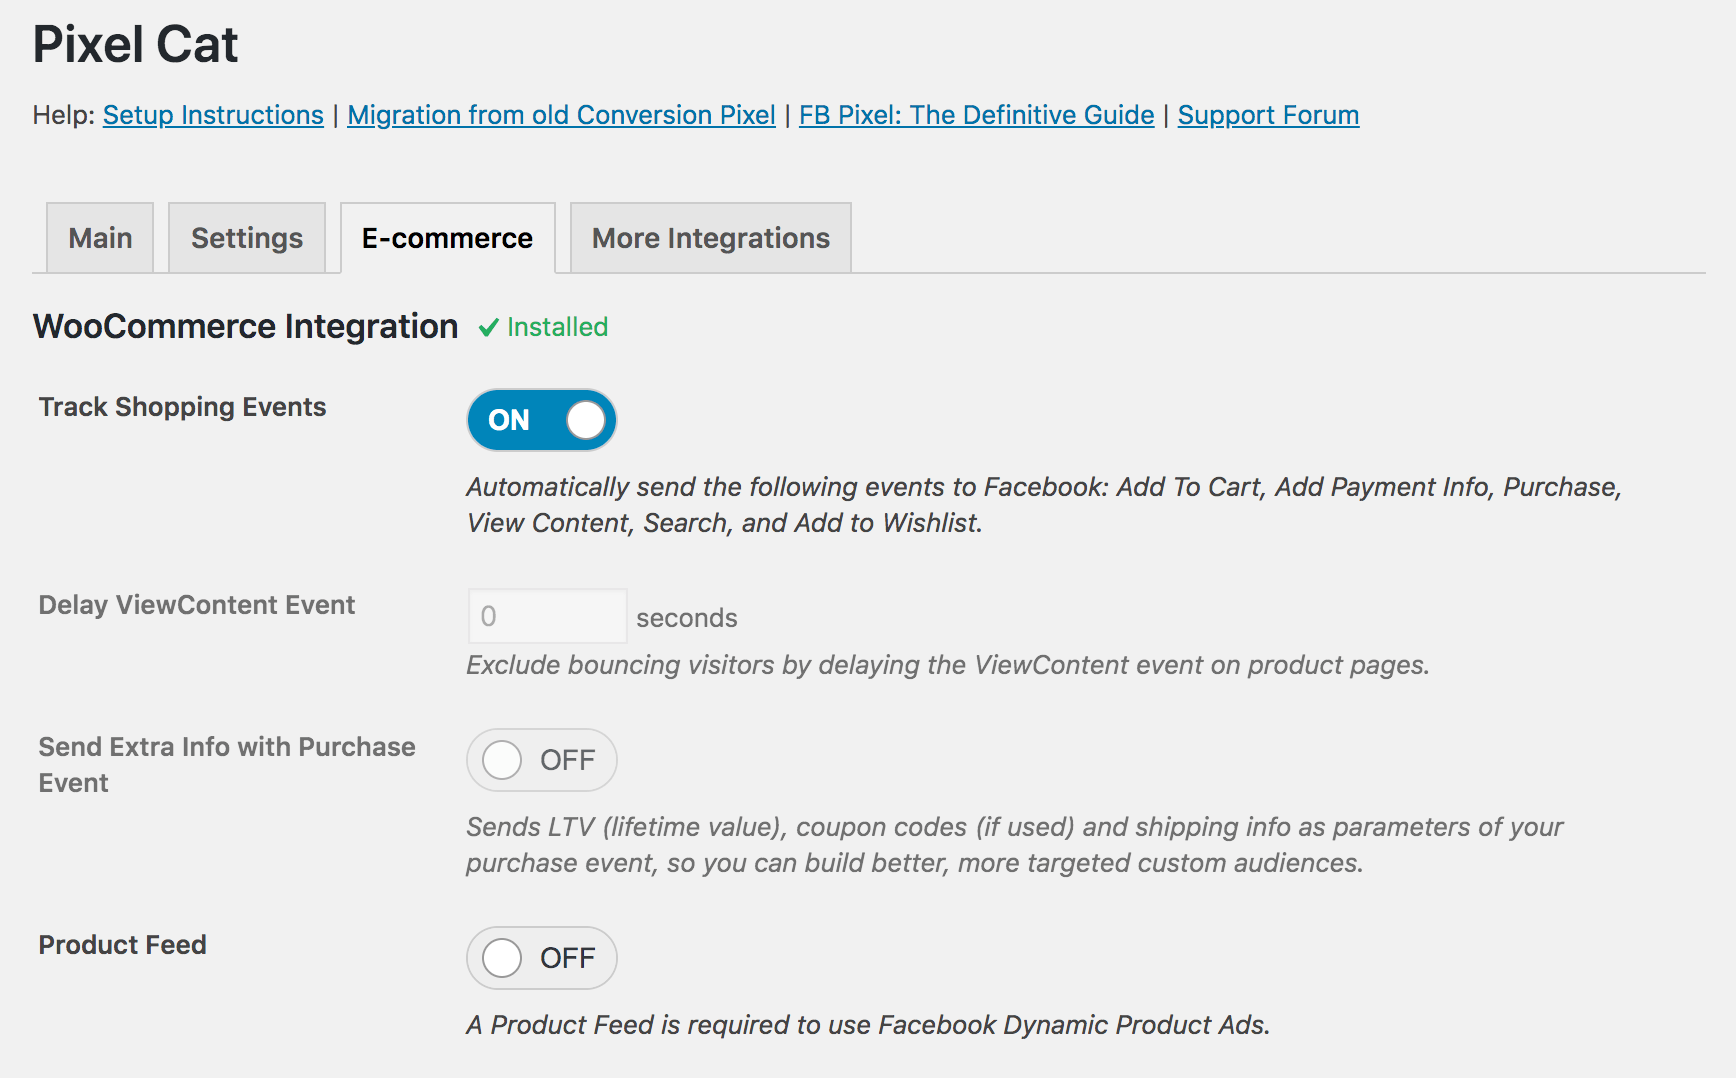 Pixel Cat
Help: Setup Instructions | Migration from old Conversion Pixel | FB Pixel: The Definitive Guide | Support Forum
Main
Settings
E-commerce
More Integrations
WooCommerce Integration
Installed
Track Shopping Events
ON
Automatically send the following events to Facebook: Add To Cart, Add Payment Info, Purchase,
View Content, Search, and Add to Wishlist.
Delay ViewContent Event
0
seconds
Exclude bouncing visitors by delaying the ViewContent event on product pages.
Send Extra Info with Purchase
Event
OFF
Sends LTV (lifetime value), coupon codes (if used) and shipping info as parameters of your
purchase event, so you can build better, more targeted custom audiences.
Product Feed
OFF
A Product Feed is required to use Facebook Dynamic Product Ads.